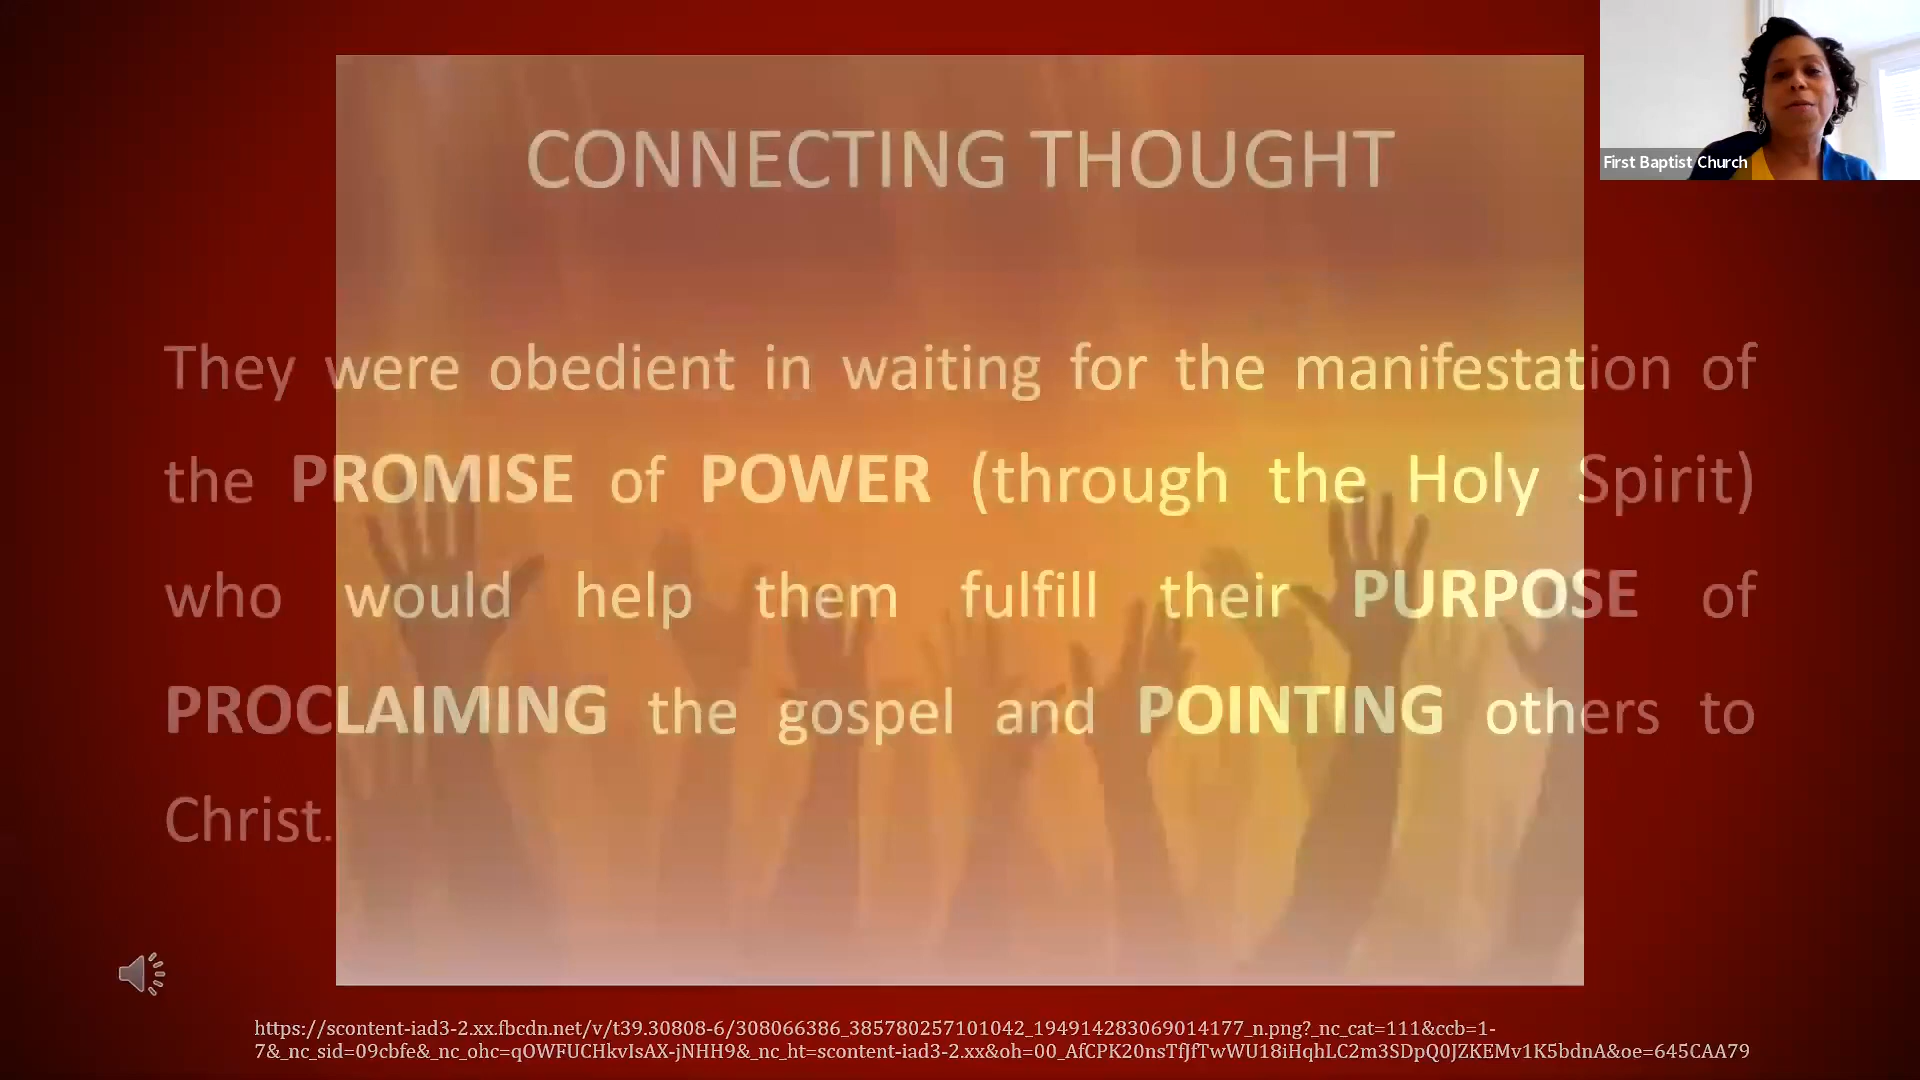 CONNECTING THOUGHT
First Baptist Church
They were obedient in waiting for the manifestation of
the PROMISE of POWER (through the Holy Spirit)
who would help them fulfill their PURPOSE of
PROCLAIMING the gospel and POINTING others to
Christ.
https://scontent-iad3-2.xx.fbcdn.net/v/t39.30808-6/308066386_385780257101042_194914283069014177_n.png?_nc_cat=111&ccb=1-
7&_nc_sid=09cbfe&_nc_ohc=qOWFUCHkvIsAX-jNHH9&_nc_ht=scontent-iad3-2.xx&oh=00_AfCPK20nsTfJfTwWU18iHqhLC2m3SDpQ0JZKEMv1K5bdnA&oe=645CAA79